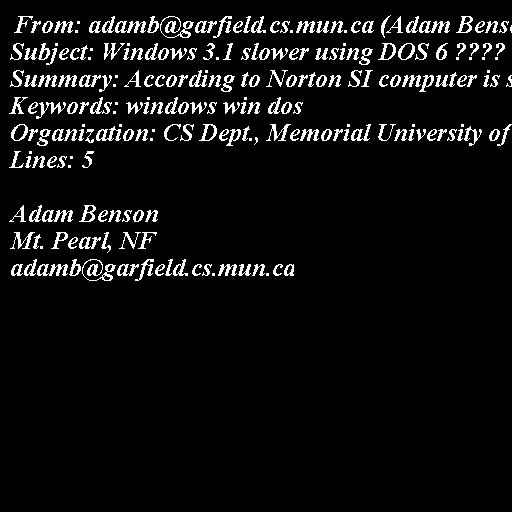 From: adamb@garfield.cs.mun.ca (Adam Bens
Subject: Windows 3.1 slower using DOS 6 ????
Summary: According to Norton SI computer is s
Keywords: windows win dos
Organization: CS Dept., Memorial University of
Lines: 5

Adam Benson
Mt. Pearl, NF
adamb@garfield.cs.mun.ca